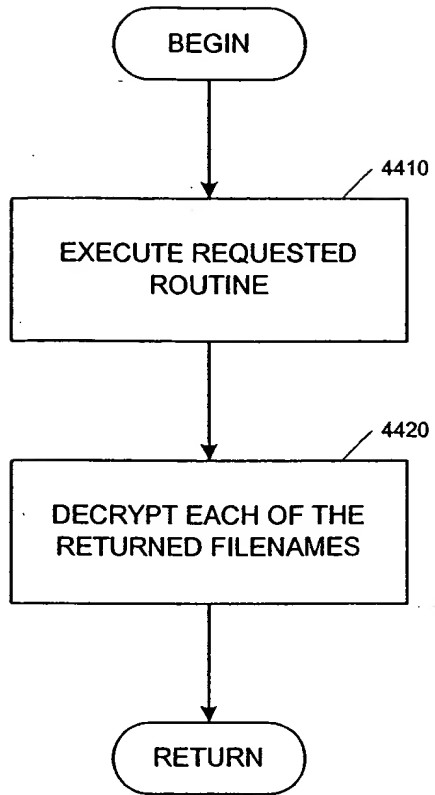 BEGIN
4410
EXECUTE REQUESTED
ROUTINE
4420
DECRYPT EACH OF THE
RETURNED FILENAMES
RETURN